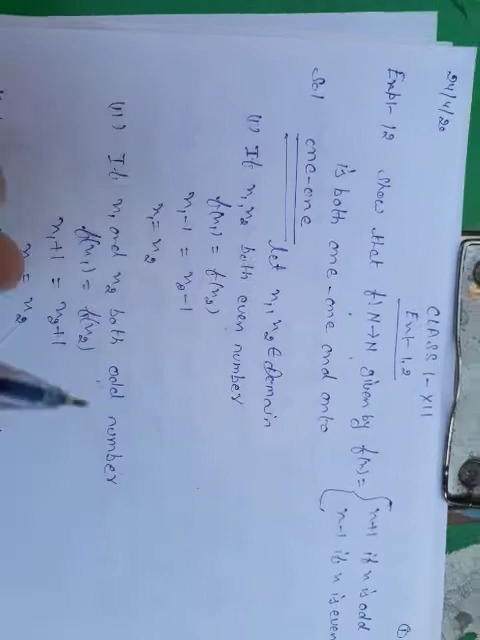 24/4/20
CLASS :- XII
Ex :- 1.2
①
Exp :- 12 Show that f: N→N given by f(x) = { x+1 if x is odd
x-1 if x is even
is both one-one and onto
Sol one-one
let x₁, x₂ ∈ Domain
(i) If x₁, x₂ both even number
f(x₁) = f(x₂)
x₁-1 = x₂-1
x₁ = x₂
(ii) If x₁ and x₂ both odd number
f(x₁) = f(x₂)
x₁+1 = x₂+1
x₁ = x₂